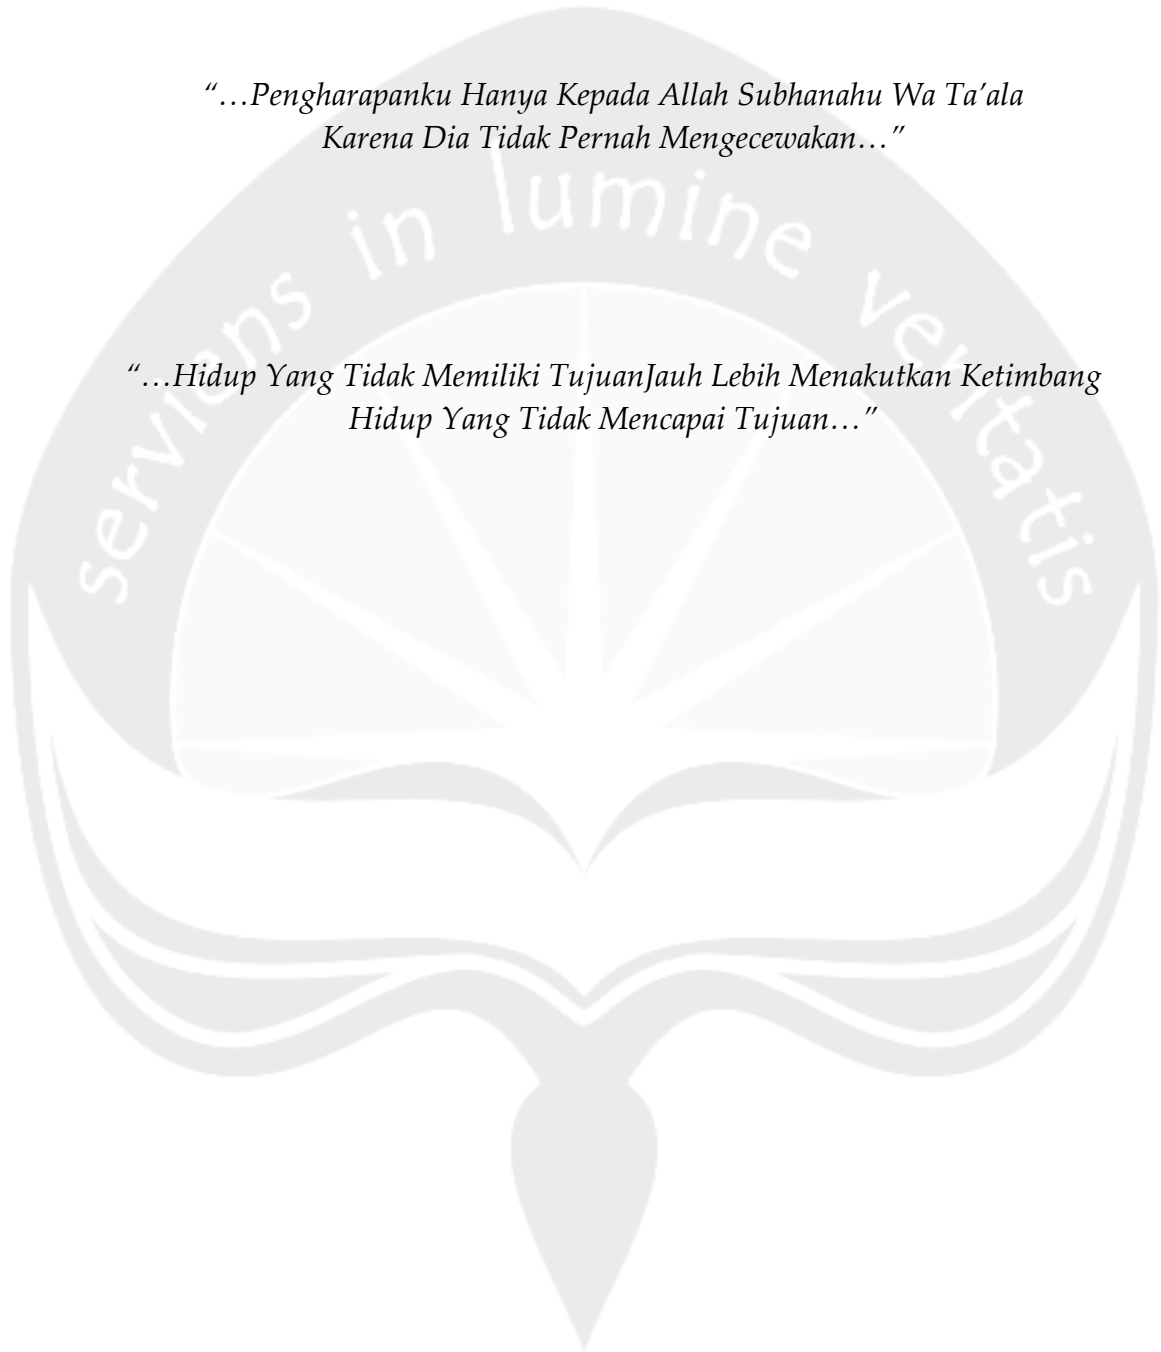 “…Pengharapanku Hanya Kepada Allah Subhanahu Wa Ta’ala
Karena Dia Tidak Pernah Mengecewakan…”
serviens in lumine veritatis
“…Hidup Yang Tidak Memiliki TujuanJauh Lebih Menakutkan Ketimbang
Hidup Yang Tidak Mencapai Tujuan…”